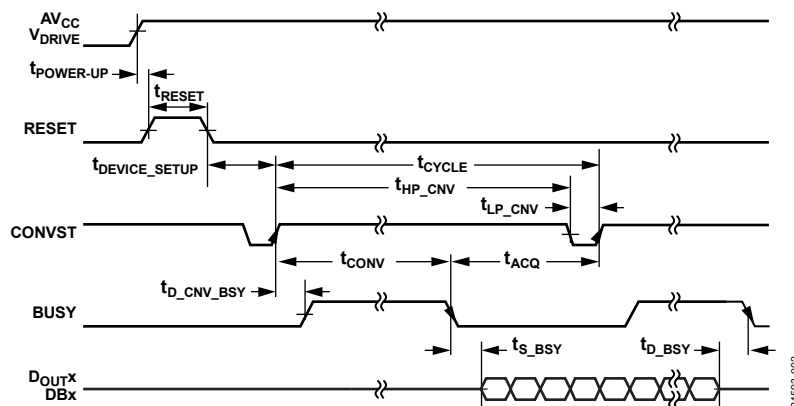 AVCC
VDRIVE
tPOWER-UP
tRESET
RESET
tDEVICE_SETUP
tCYCLE
tHP_CNV
tLP_CNV
CONVST
tCONV
tACQ
tD_CNV_BSY
BUSY
tS_BSY
tD_BSY
DOUTx
DBx